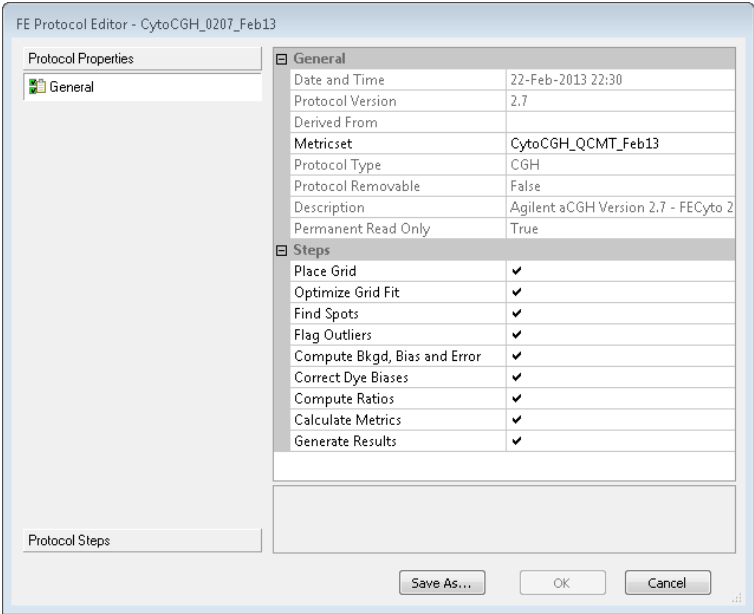 FE Protocol Editor - CytoCGH_0207_Feb13
Protocol Properties
General
General
Date and Time 22-Feb-2013 22:30
Protocol Version 2.7
Derived From
Metricset CytoCGH_QCMT_Feb13
Protocol Type CGH
Protocol Removable False
Description Agilent aCGH Version 2.7 - FECyto 2
Permanent Read Only True
Steps
Place Grid
Optimize Grid Fit
Find Spots
Flag Outliers
Compute Bkgd, Bias and Error
Correct Dye Biases
Compute Ratios
Calculate Metrics
Generate Results
Protocol Steps
Save As... OK Cancel